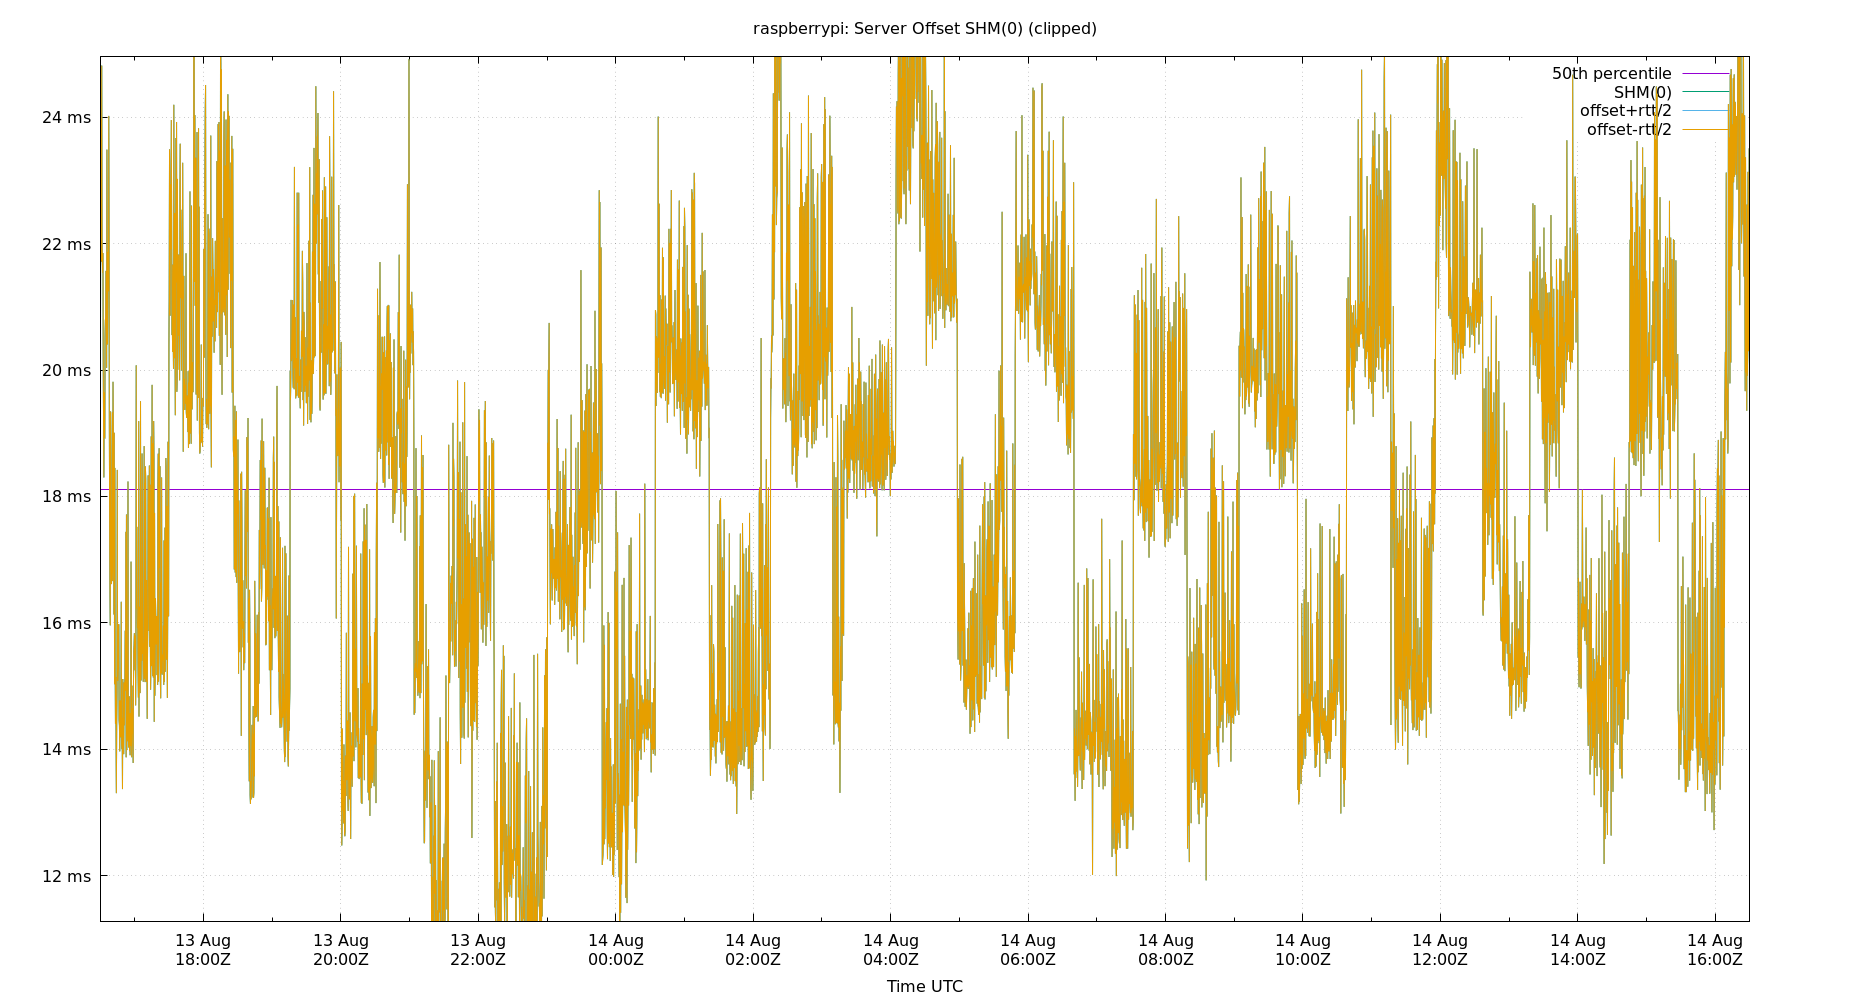 raspberrypi: Server Offset SHM(0) (clipped)
50th percentile
SHM(0)
offset+rtt/2
offset-rtt/2
24 ms
22 ms
20 ms
18 ms
16 ms
14 ms
12 ms
13 Aug 13 Aug 13 Aug 14 Aug 14 Aug 14 Aug 14 Aug 14 Aug 14 Aug 14 Aug 14 Aug 14 Aug
18:00Z 20:00Z 22:00Z 00:00Z 02:00Z 04:00Z 06:00Z 08:00Z 10:00Z 12:00Z 14:00Z 16:00Z
Time UTC